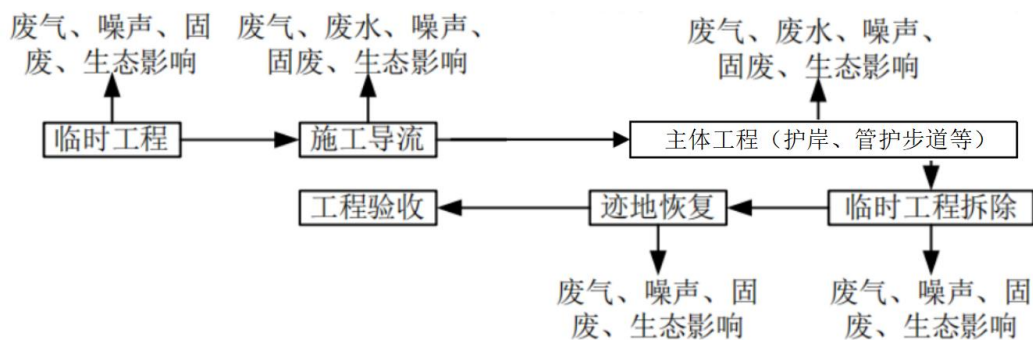 废气、噪声、固
废、生态影响
废气、废水、噪声、
固废、生态影响
废气、废水、噪声、
固废、生态影响
临时工程
施工导流
主体工程（护岸、管护步道等）
工程验收
迹地恢复
临时工程拆除
废气、噪声、固
废、生态影响
废气、噪声、固
废、生态影响